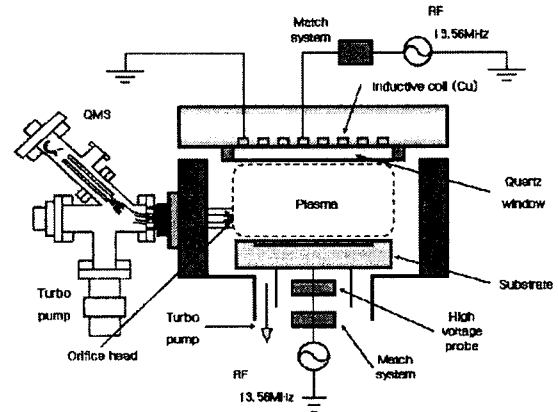 RF
13.56MHz
Match
system
Inductive coil (Cu)
QMS
Plasma
Quartz
window
Substrate
High
voltage
probe
Turbo
pump
Turbo
pump
Orifice head
Match
system
RF
13.56MHz